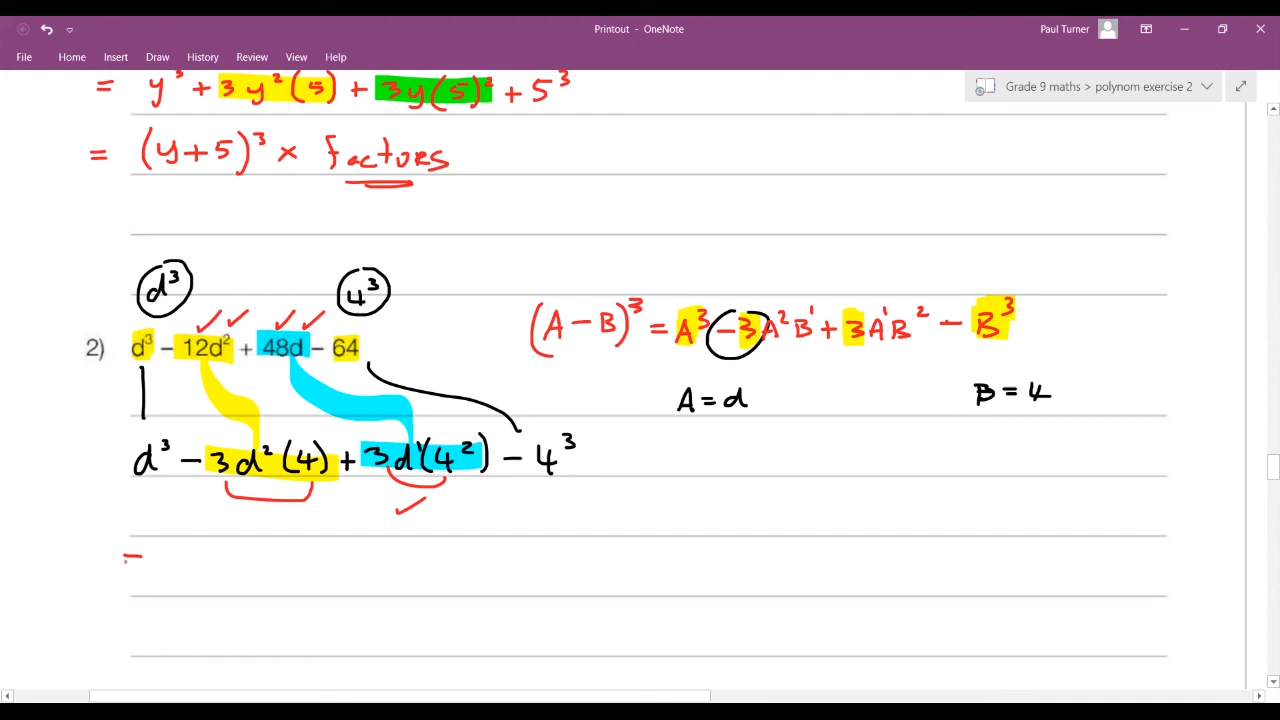 Printout - OneNote
Paul Turner
File Home Insert Draw History Review View Help
Grade 9 maths > polynom exercise 2
= y³ + 3y²(5) + 3y(5)² + 5³
= (y+5)³ × factors
d³ 4³
2) d³ − 12d² + 48d − 64
(A − B)³ = A³ − 3A²B¹ + 3A¹B² − B³
A = d B = 4
d³ − 3d²(4) + 3d¹(4²) − 4³
=